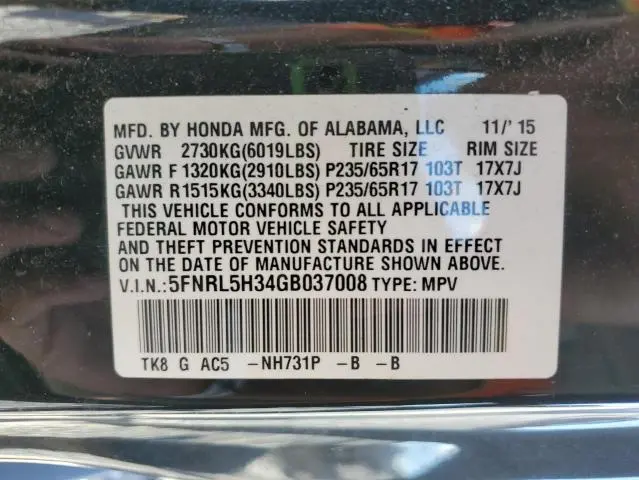 MFD. BY HONDA MFG. OF ALABAMA, LLC 11/' 15
GVWR 2730KG(6019LBS) TIRE SIZE RIM SIZE
GAWR F 1320KG(2910LBS) P235/65R17 103T 17X7J
GAWR R1515KG(3340LBS) P235/65R17 103T 17X7J
THIS VEHICLE CONFORMS TO ALL APPLICABLE
FEDERAL MOTOR VEHICLE SAFETY
AND THEFT PREVENTION STANDARDS IN EFFECT
ON THE DATE OF MANUFACTURE SHOWN ABOVE.
V.I.N.:5FNRL5H34GB037008 TYPE: MPV
TK8 G AC5 -NH731P -B -B